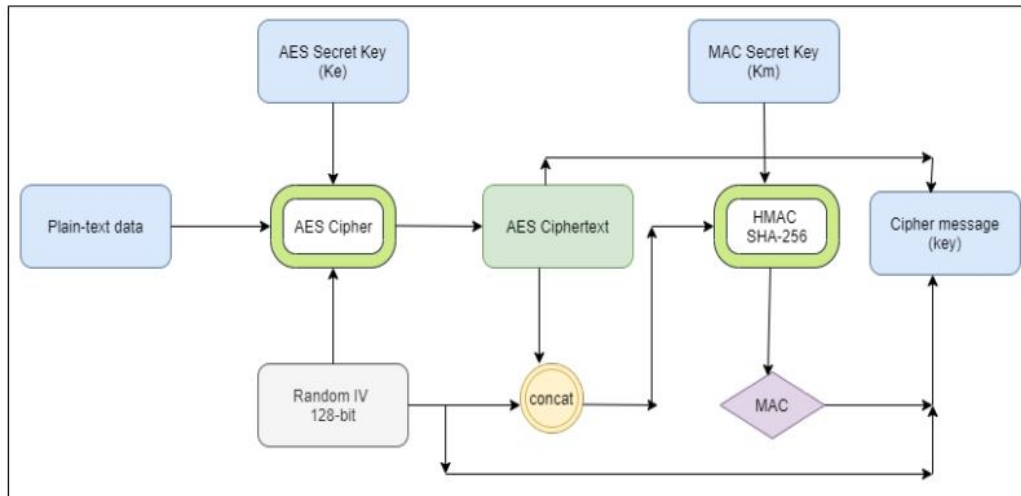 AES Secret Key
(Ke)
MAC Secret Key
(Km)
Plain-text data
AES Cipher
AES Ciphertext
HMAC
SHA-256
Cipher message
(key)
Random IV
128-bit
concat
MAC